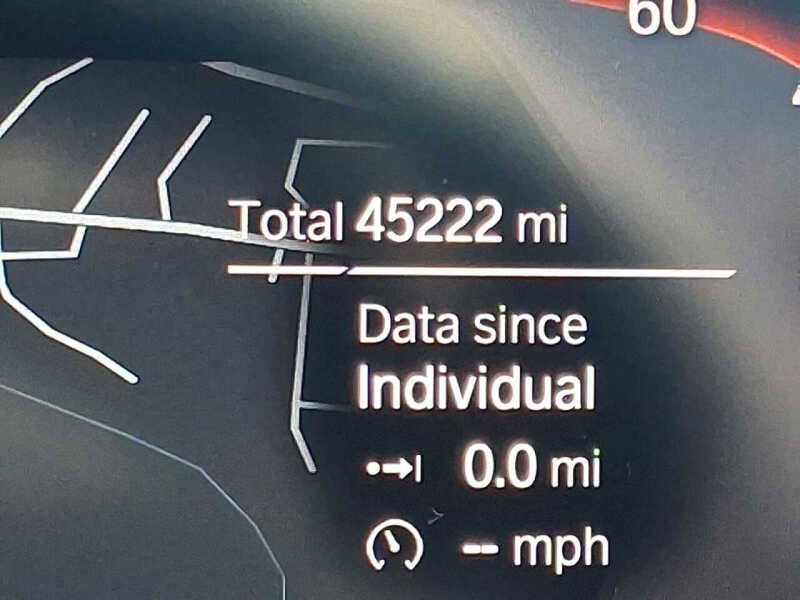 60
Total 45222 mi
Data since
Individual
0.0 mi
-- mph